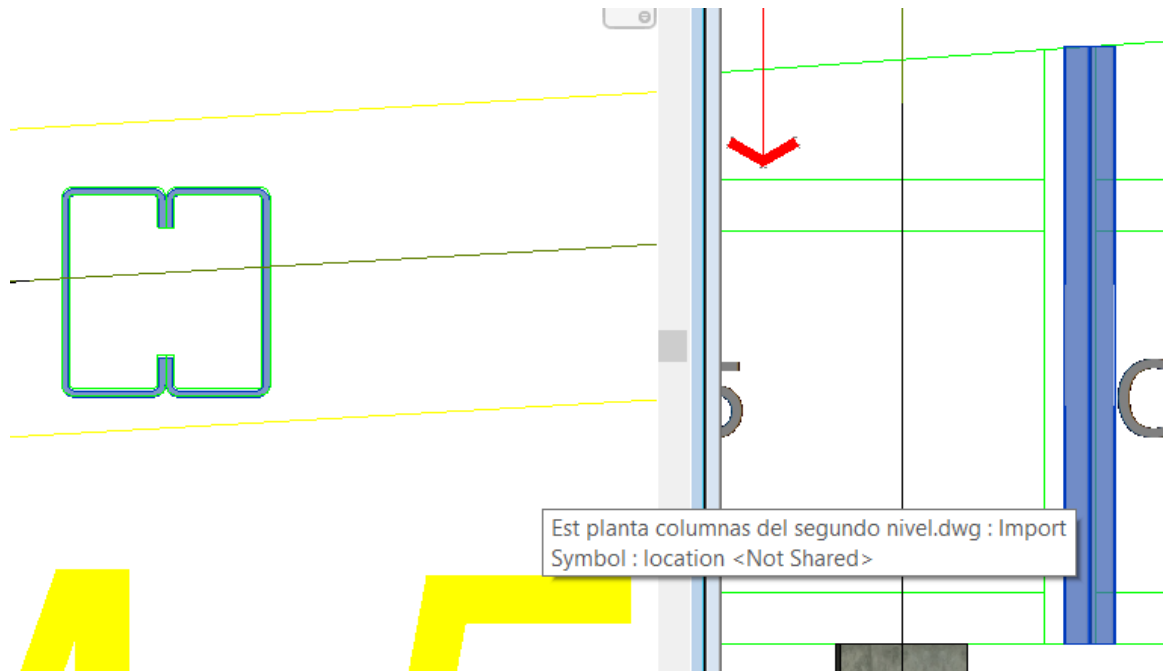 Est planta columnas del segundo nivel.dwg : Import
Symbol : location <Not Shared>